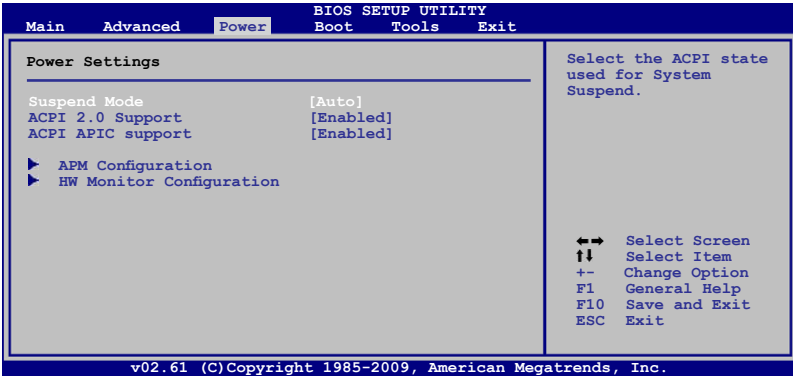 BIOS SETUP UTILITY
Main Advanced Power Boot Tools Exit
Power Settings
Suspend Mode [Auto]
ACPI 2.0 Support [Enabled]
ACPI APIC support [Enabled]
APM Configuration
HW Monitor Configuration
Select the ACPI state
used for System
Suspend.
←→ Select Screen
↑↓ Select Item
+- Change Option
F1 General Help
F10 Save and Exit
ESC Exit
v02.61 (C)Copyright 1985-2009, American Megatrends, Inc.